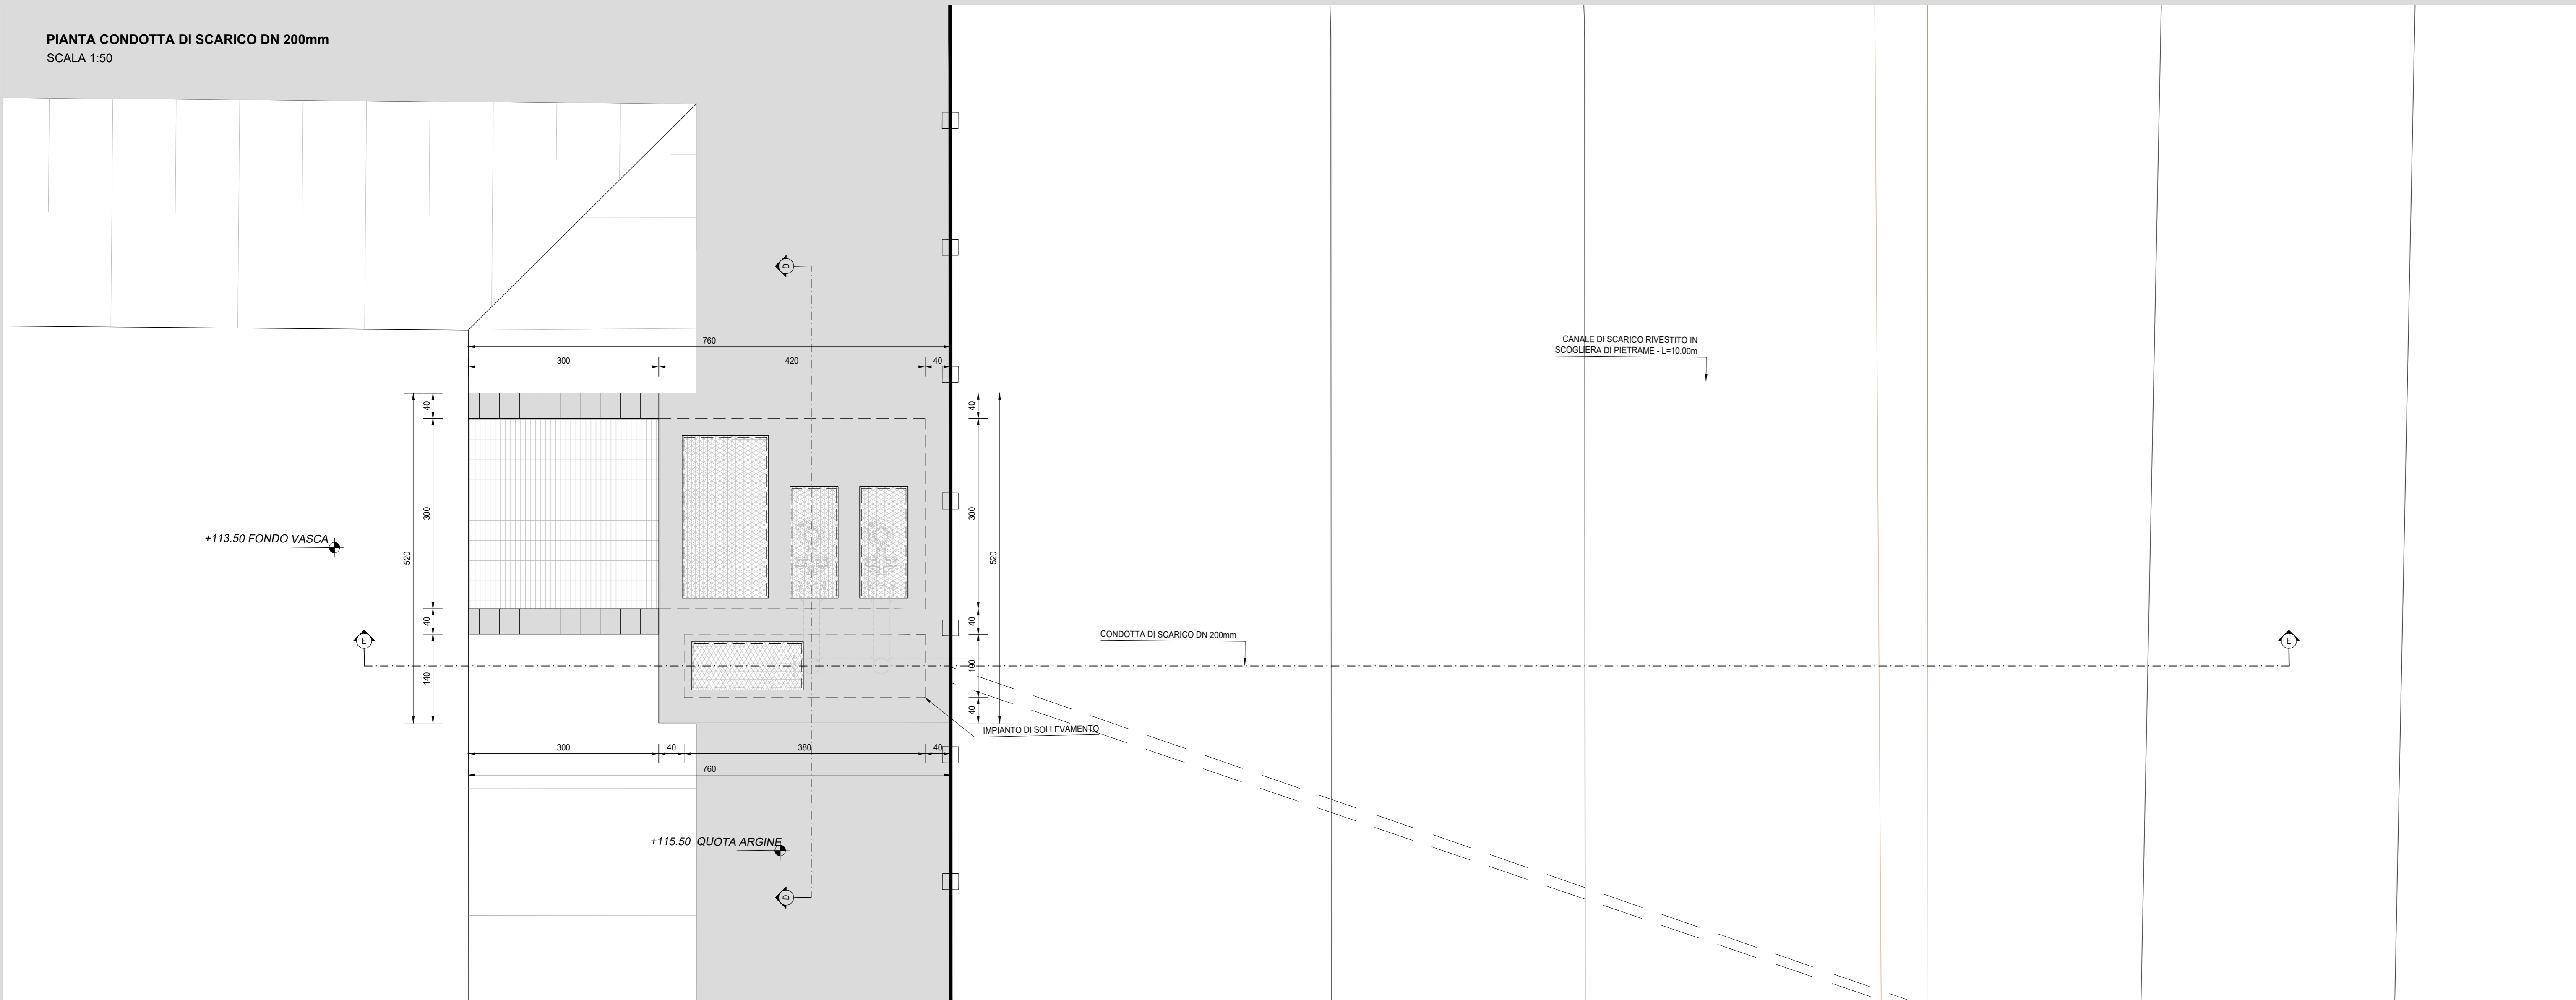 PIANTA CONDOTTA DI SCARICO DN 200mm
SCALA 1:50
D
760
300
420
40
CANALE DI SCARICO RIVESTITO IN
SCOGLIERA DI PIETRAME - L=10.00m
40
40
300
300
520
520
+113.50 FONDO VASCA
40
40
E
CONDOTTA DI SCARICO DN 200mm
E
140
100
40
IMPIANTO DI SOLLEVAMENTO
300
40
380
40
760
+115.50 QUOTA ARGINE
D